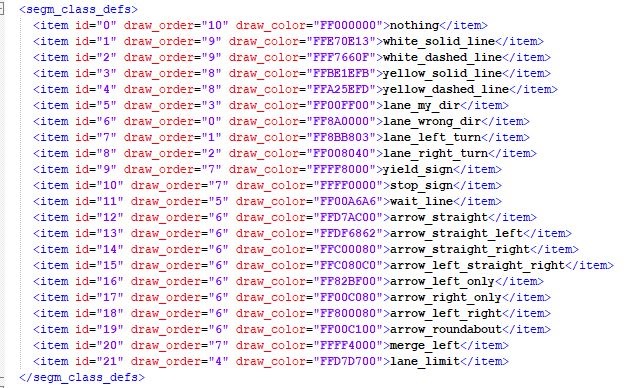 <segm_class_defs>
<item id="0" draw_order="10" draw_color="FF000000">nothing</item>
<item id="1" draw_order="9" draw_color="FFE70E13">white_solid_line</item>
<item id="2" draw_order="9" draw_color="FFF7660F">white_dashed_line</item>
<item id="3" draw_order="8" draw_color="FFBE1EFB">yellow_solid_line</item>
<item id="4" draw_order="8" draw_color="FFA25EFD">yellow_dashed_line</item>
<item id="5" draw_order="3" draw_color="FF00FF00">lane_my_dir</item>
<item id="6" draw_order="0" draw_color="FF8A0000">lane_wrong_dir</item>
<item id="7" draw_order="1" draw_color="FF8BB803">lane_left_turn</item>
<item id="8" draw_order="2" draw_color="FF008040">lane_right_turn</item>
<item id="9" draw_order="7" draw_color="FFFF8000">yield_sign</item>
<item id="10" draw_order="7" draw_color="FFFF0000">stop_sign</item>
<item id="11" draw_order="5" draw_color="FF00A6A6">wait_line</item>
<item id="12" draw_order="6" draw_color="FFD7AC00">arrow_straight</item>
<item id="13" draw_order="6" draw_color="FFDF6862">arrow_straight_left</item>
<item id="14" draw_order="6" draw_color="FFC00080">arrow_straight_right</item>
<item id="15" draw_order="6" draw_color="FFC080C0">arrow_left_straight_right</item>
<item id="16" draw_order="6" draw_color="FF82BF00">arrow_left_only</item>
<item id="17" draw_order="6" draw_color="FF00C080">arrow_right_only</item>
<item id="18" draw_order="6" draw_color="FF800080">arrow_left_right</item>
<item id="19" draw_order="6" draw_color="FF00C100">arrow_roundabout</item>
<item id="20" draw_order="7" draw_color="FFFF4000">merge_left</item>
<item id="21" draw_order="4" draw_color="FFD7D700">lane_limit</item>
</segm_class_defs>